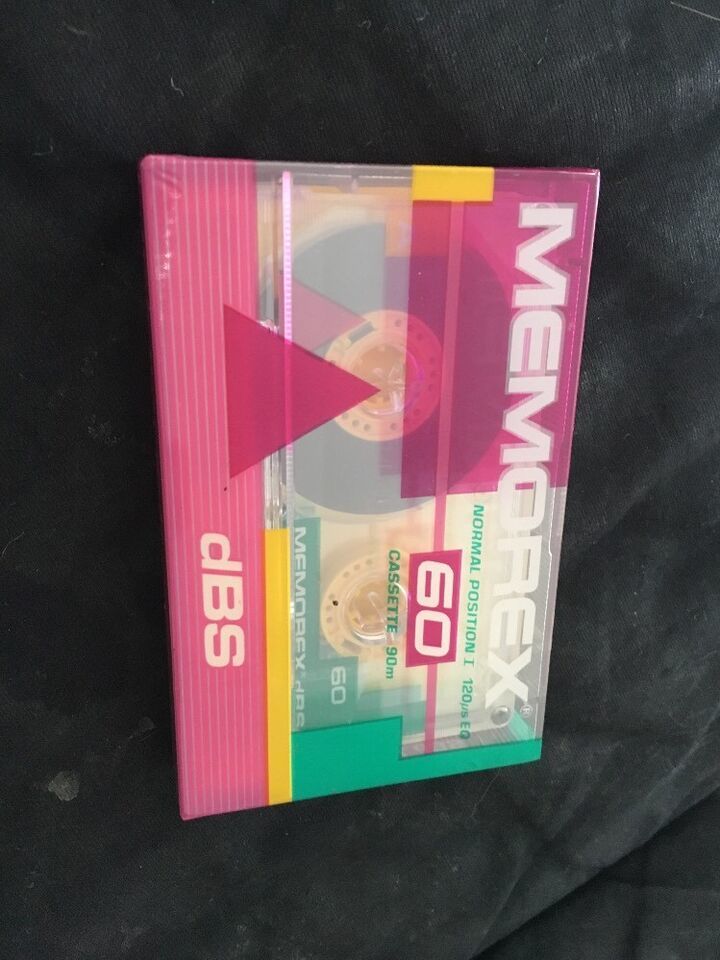 MEMOREX®
NORMAL POSITION I 120µs EQ
60
CASSETTE 90m
60
MEMOREX® dBS
dBS